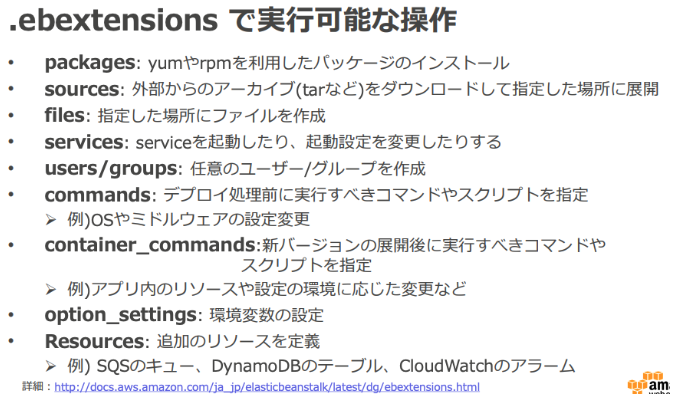 .ebextensions で実行可能な操作
• packages: yumやrpmを利用したパッケージのインストール
• sources: 外部からのアーカイブ(tarなど)をダウンロードして指定した場所に展開
• files: 指定した場所にファイルを作成
• services: serviceを起動したり、起動設定を変更したりする
• users/groups: 任意のユーザー/グループを作成
• commands: デプロイ処理前に実行すべきコマンドやスクリプトを指定
➢ 例)OSやミドルウェアの設定変更
• container_commands:新バージョンの展開後に実行すべきコマンドや
スクリプトを指定
➢ 例)アプリ内のリソースや設定の環境に応じた変更など
• option_settings: 環境変数の設定
• Resources: 追加のリソースを定義
➢ 例) SQSのキュー、DynamoDBのテーブル、CloudWatchのアラーム
詳細：http://docs.aws.amazon.com/ja_jp/elasticbeanstalk/latest/dg/ebextensions.html
am